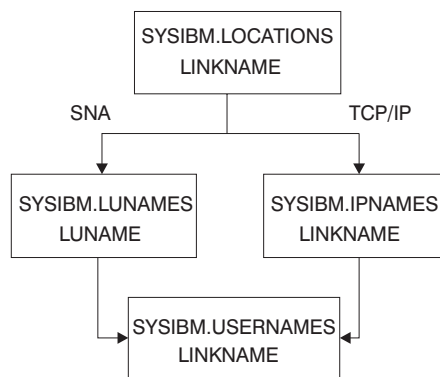 SYSIBM.LOCATIONS
LINKNAME
SNA
TCP/IP
SYSIBM.LUNAMES
LUNAME
SYSIBM.IPNAMES
LINKNAME
SYSIBM.USERNAMES
LINKNAME